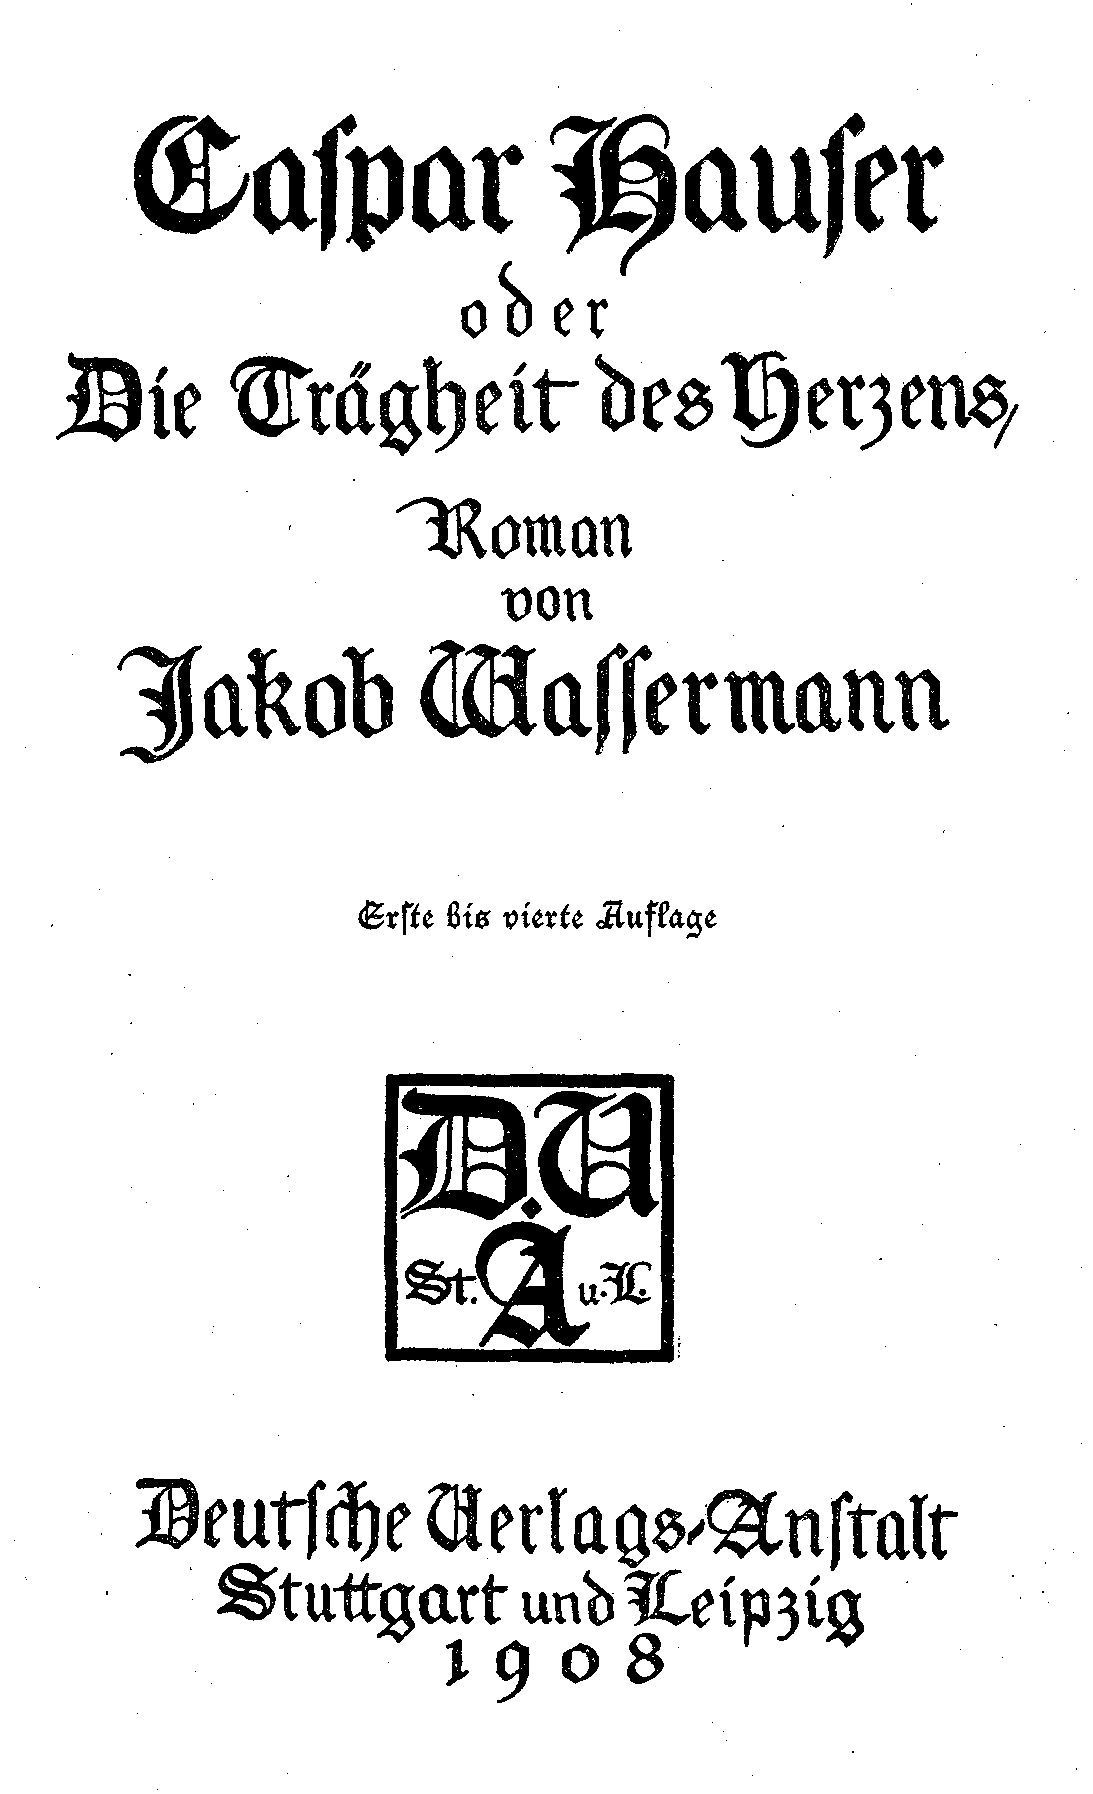 Caſpar Hauſer
oder
Die Trägheit des Herzens,
Roman
von
Jakob Waſſermann
Erſte bis vierte Auflage
D.V
St. A u. L.
Deutſche Verlags-Anſtalt
Stuttgart und Leipzig
1908